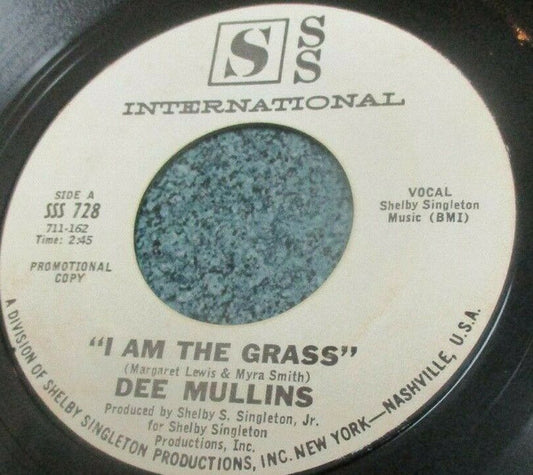 S S
S
INTERNATIONAL
SIDE A
SSS 728
711-162
Time: 2:45
PROMOTIONAL
COPY
VOCAL
Shelby Singleton
Music (BMI)
"I AM THE GRASS"
(Margaret Lewis & Myra Smith)
DEE MULLINS
Produced by Shelby S. Singleton, Jr.
for Shelby Singleton
Productions, Inc.
A DIVISION OF SHELBY SINGLETON PRODUCTIONS, INC. NEW YORK—NASHVILLE, U.S.A.